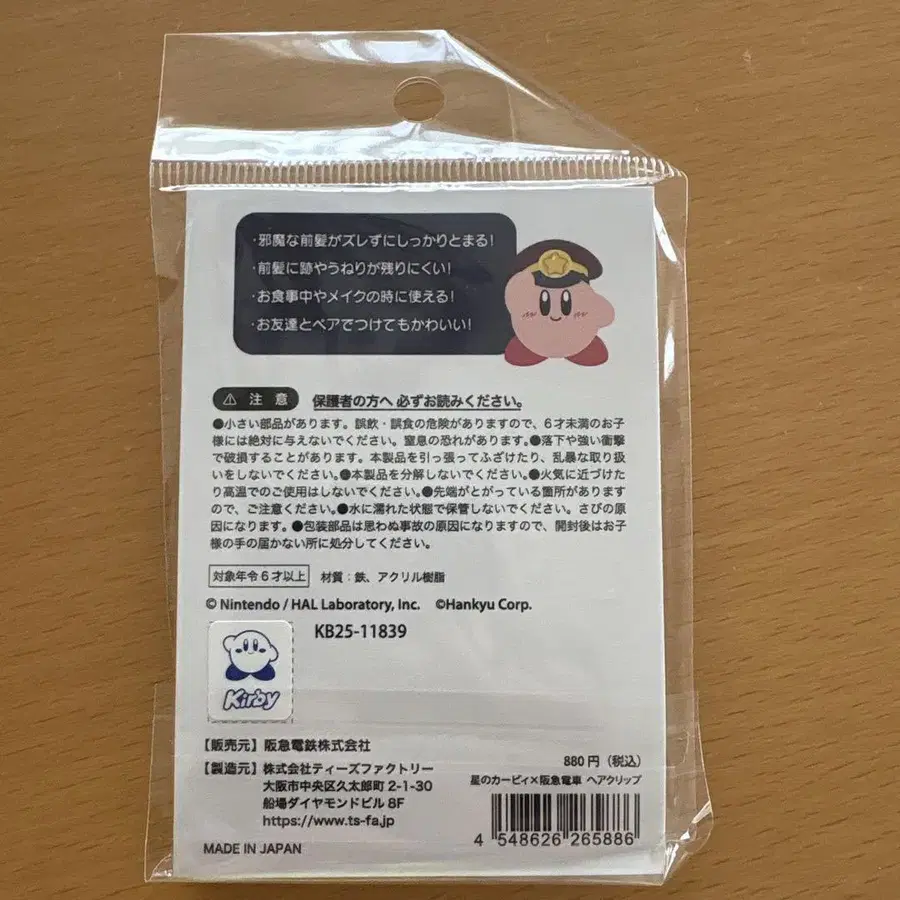 ・邪魔な前髪がズレずにしっかりとまる!
・前髪に跡やうねりが残りにくい!
・お食事中やメイクの時に使える!
・お友達とペアでつけてもかわいい!
⚠ 注 意 保護者の方へ 必ずお読みください。
●小さい部品があります。誤飲・誤食の危険がありますので、6才未満のお子
様には絶対に与えないでください。窒息の恐れがあります。●落下や強い衝撃
で破損することがあります。本製品を引っ張ってふざけたり、乱暴な取り扱
いをしないでください。●本製品を分解しないでください。●火気に近づけた
り高温でのご使用はしないでください。●先端がとがっている箇所があります
ので、ご注意ください。●水に濡れた状態で保管しないでください。さびの原
因になります。●包装部品は思わぬ事故の原因になりますので、開封後はお子
様の手の届かない所に処分してください。
対象年令6才以上 材質:鉄、アクリル樹脂
© Nintendo / HAL Laboratory, Inc. ©Hankyu Corp.
KB25-11839
Kirby
【販売元】阪急電鉄株式会社
【製造元】株式会社ティーズファクトリー
大阪市中央区久太郎町 2-1-30
船場ダイヤモンドビル 8F
https://www.ts-fa.jp
MADE IN JAPAN
880 円(税込)
星のカービィ×阪急電車 ヘアクリップ
4 548626 265886